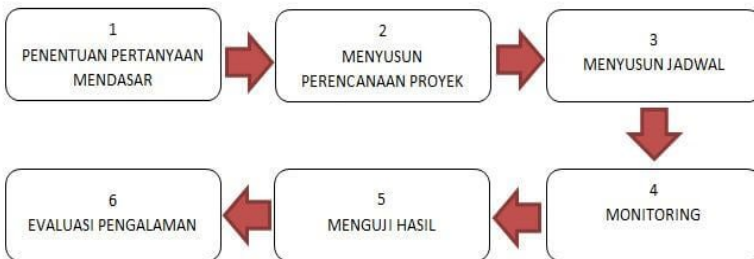 1
PENENTUAN PERTANYAAN
MENDASAR
2
MENYUSUN
PERENCANAAN PROYEK
3
MENYUSUN JADWAL
4
MONITORING
5
MENGUJI HASIL
6
EVALUASI PENGALAMAN